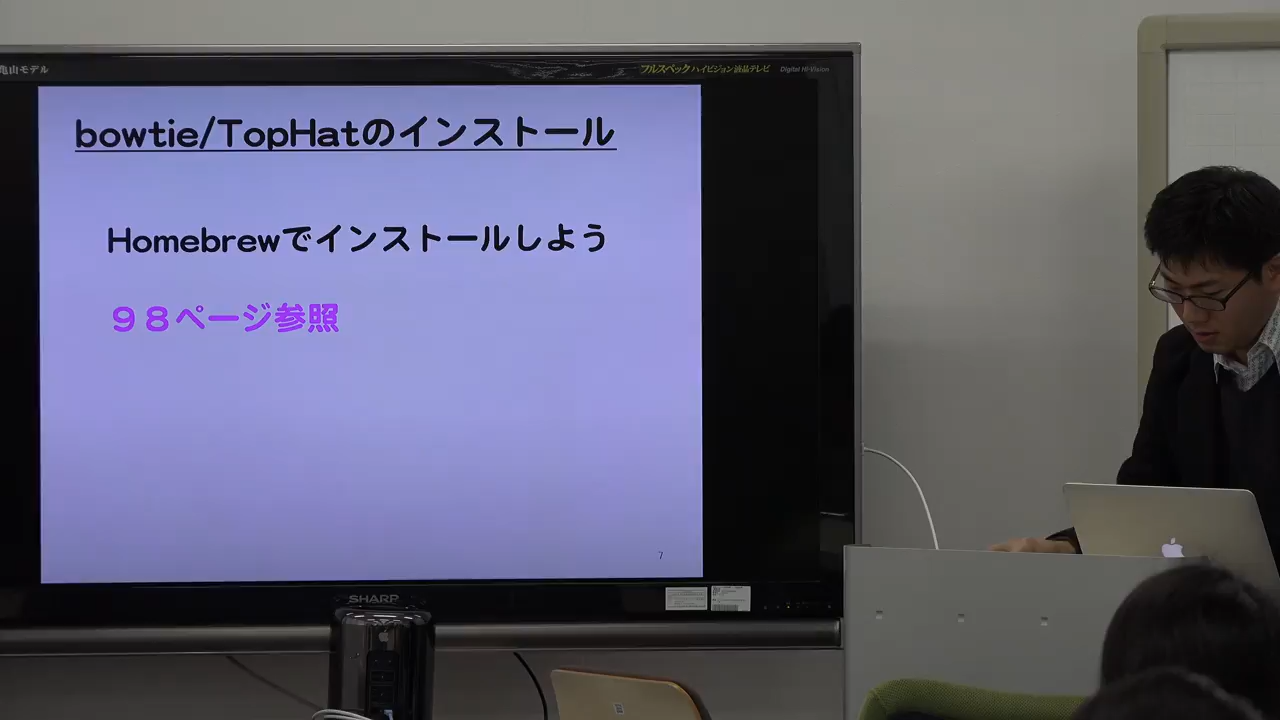 亀山モデル
フルスペックハイビジョン液晶テレビ Digital Hi-Vision
bowtie/TopHatのインストール
Homebrewでインストールしよう
98ページ参照
7
SHARP